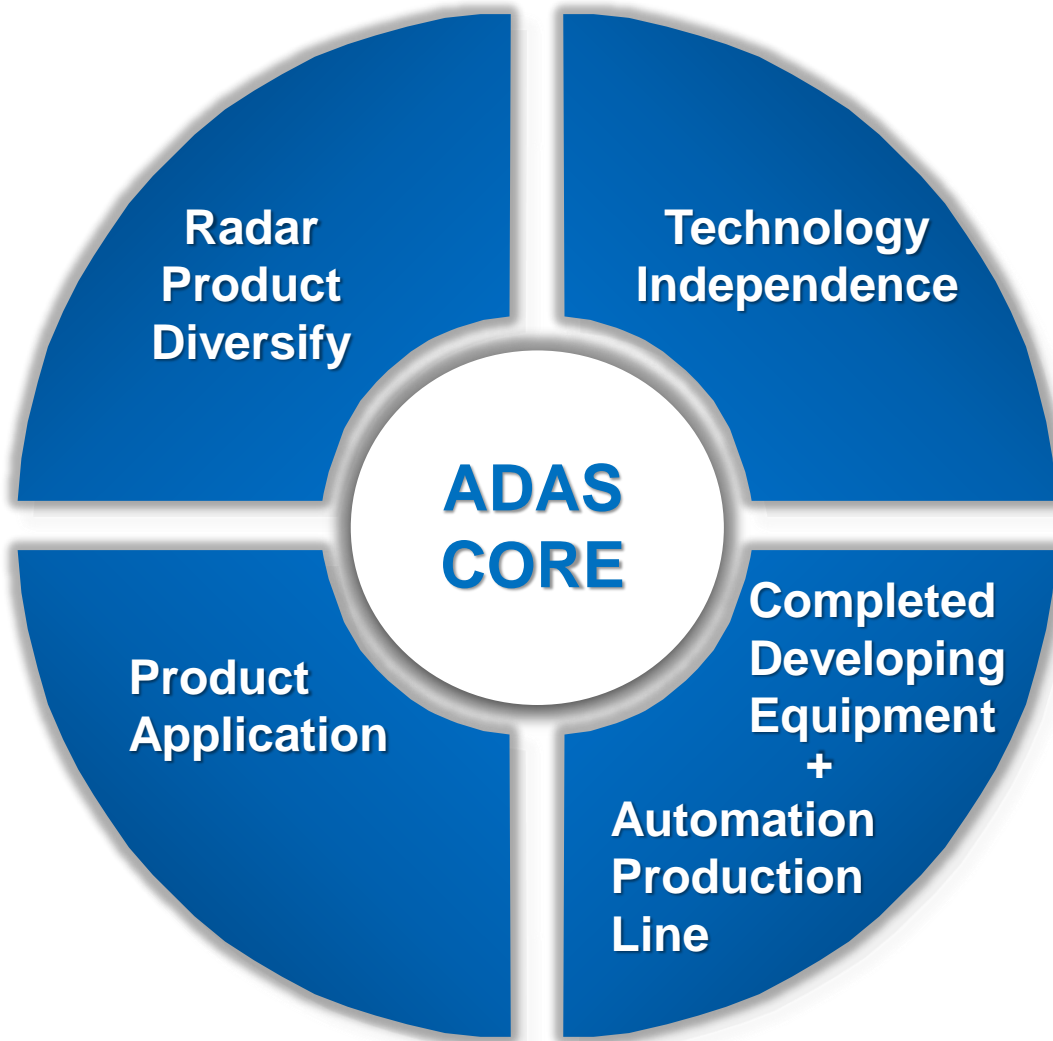 Radar
Product
Diversify
Technology
Independence
ADAS
CORE
Product
Application
Completed
Developing
Equipment
+
Automation
Production
Line